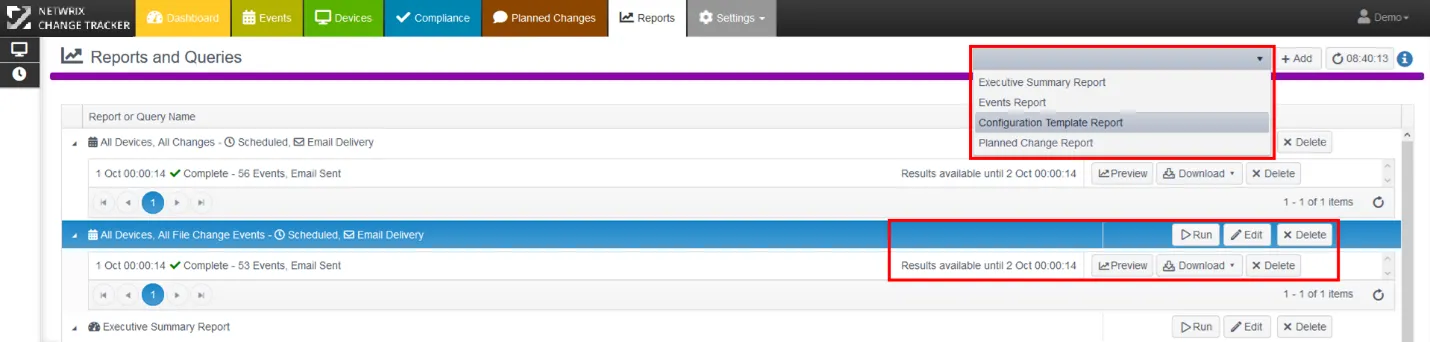 NETWRIX
CHANGE TRACKER
Dashboard
Events
Devices
Compliance
Planned Changes
Reports
Settings
Demo
Reports and Queries
Add
08:40:13
Executive Summary Report
Events Report
Configuration Template Report
Planned Change Report
Report or Query Name
All Devices, All Changes - Scheduled, Email Delivery
Delete
1 Oct 00:00:14 Complete - 56 Events, Email Sent Results available until 2 Oct 00:00:14 Preview Download Delete
1 1 - 1 of 1 items
All Devices, All File Change Events - Scheduled, Email Delivery Run Edit Delete
1 Oct 00:00:14 Complete - 53 Events, Email Sent Results available until 2 Oct 00:00:14 Preview Download Delete
1 1 - 1 of 1 items
Executive Summary Report Run Edit Delete